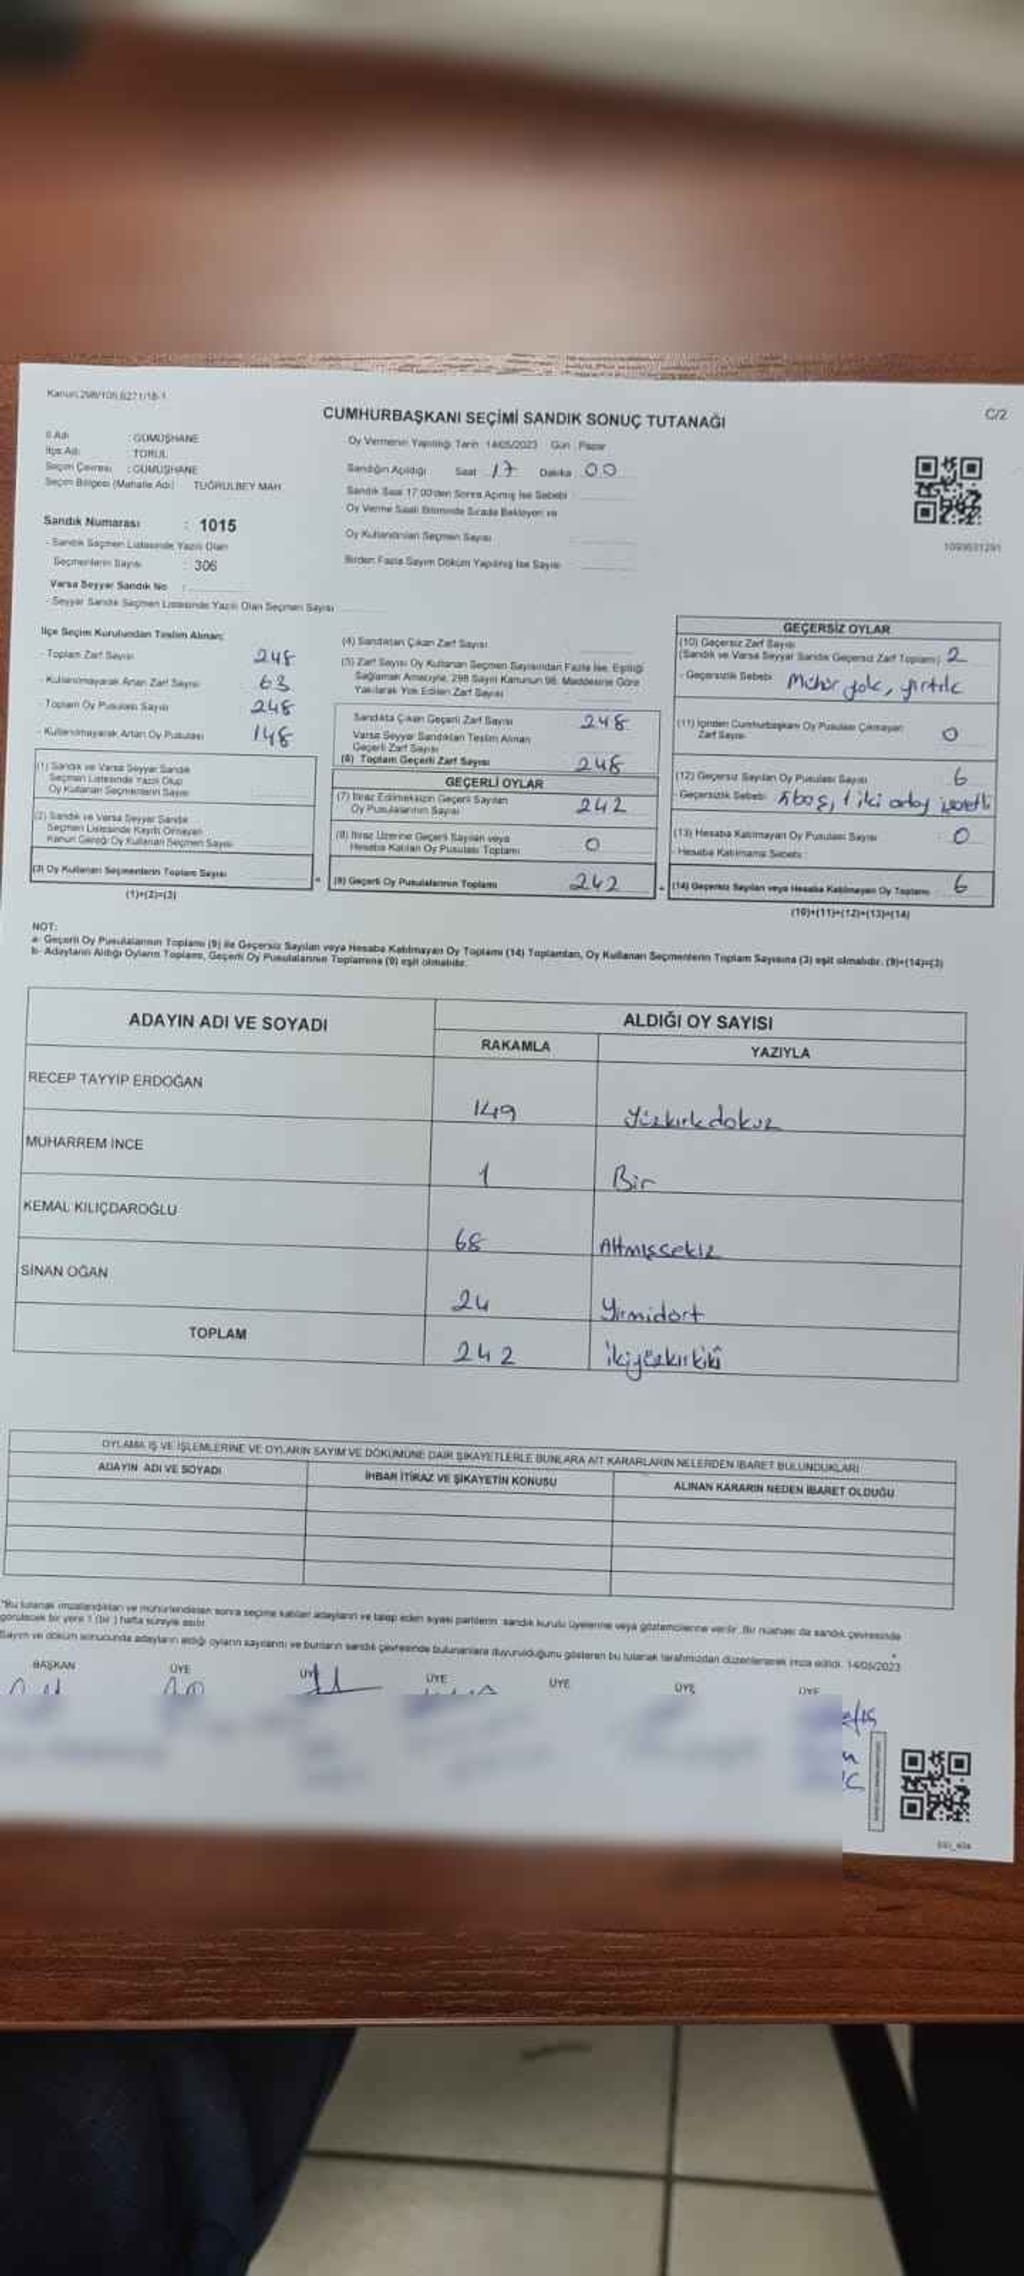 Kanun:298/105,6271/18-1
CUMHURBAŞKANI SEÇİMİ SANDIK SONUÇ TUTANAĞI
C/2
İl Adı : GÜMÜŞHANE
İlçe Adı : TORUL
Seçim Çevresi : GÜMÜŞHANE
Seçim Bölgesi (Mahalle Adı) TUĞRULBEY MAH.
Oy Vermenin Yapıldığı Tarih 14/05/2023 Gün : Pazar
Sandığın Açıldığı Saat 17 Dakika 00
Sandık Saat 17.00'den Sonra Açılmış İse Sebebi
Oy Verme Saati Bitiminde Sırada Bekleyen ve
Oy Kullandırılan Seçmen Sayısı
Birden Fazla Sayım Döküm Yapılmış İse Sayısı
Sandık Numarası : 1015
- Sandık Seçmen Listesinde Yazılı Olan
Seçmenlerin Sayısı : 306
Varsa Seyyar Sandık No :
- Seyyar Sandık Seçmen Listesinde Yazılı Olan Seçmen Sayısı
İlçe Seçim Kurulundan Teslim Alınan;
- Toplam Zarf Sayısı 248
- Kullanılmayarak Artan Zarf Sayısı 63
- Toplam Oy Pusulası Sayısı 248
- Kullanılmayarak Artan Oy Pusulası 148
(1) Sandık ve Varsa Seyyar Sandık
Seçmen Listesinde Yazılı Olup
Oy Kullanan Seçmenlerin Sayısı
(2) Sandık ve Varsa Seyyar Sandık
Seçmen Listesinde Kayıtlı Olmayan
Kanun Gereği Oy Kullanan Seçmen Sayısı
(3) Oy Kullanan Seçmenlerin Toplam Sayısı
(1)+(2)=(3)
(4) Sandıktan Çıkan Zarf Sayısı
(5) Zarf Sayısı Oy Kullanan Seçmen Sayısından Fazla İse, Eşitliği
Sağlamak Amacıyla, 298 Sayılı Kanunun 98. Maddesine Göre
Yakılarak Yok Edilen Zarf Sayısı
Sandıkta Çıkan Geçerli Zarf Sayısı 248
Varsa Seyyar Sandıktan Teslim Alınan
Geçerli Zarf Sayısı
(6) Toplam Geçerli Zarf Sayısı 248
GEÇERLİ OYLAR
(7) İtiraz Edilmeksizin Geçerli Sayılan
Oy Pusulalarının Sayısı 242
(8) İtiraz Üzerine Geçerli Sayılan veya
Hesaba Katılan Oy Pusulası Toplamı 0
(9) Geçerli Oy Pusulalarının Toplamı 242
GEÇERSİZ OYLAR
(10) Geçersiz Zarf Sayısı
(Sandık ve Varsa Seyyar Sandık Geçersiz Zarf Toplamı) 2
- Geçersizlik Sebebi Mühür yok, yırtık
(11) İçinden Cumhurbaşkanı Oy Pusulası Çıkmayan
Zarf Sayısı 0
(12) Geçersiz Sayılan Oy Pusulası Sayısı 6
- Geçersizlik Sebebi boş, 1 iki aday
(13) Hesaba Katılmayan Oy Pusulası Sayısı : 0
- Hesaba Katılmama Sebebi :
(14) Geçersiz Sayılan veya Hesaba Katılmayan Oy Toplamı 6
(10)+(11)+(12)+(13)=(14)
NOT:
a- Geçerli Oy Pusulalarının Toplamı (9) ile Geçersiz Sayılan veya Hesaba Katılmayan Oy Toplamı (14) Toplamları, Oy Kullanan Seçmenlerin Toplam Sayısına (3) eşit olmalıdır. (9)+(14)=(3)
b- Adayların Aldığı Oyların Toplamı, Geçerli Oy Pusulalarının Toplamına (9) eşit olmalıdır.
ADAYIN ADI VE SOYADI
ALDIĞI OY SAYISI
RAKAMLA YAZIYLA
RECEP TAYYİP ERDOĞAN 149 Yüzkırkdokuz
MUHARREM İNCE 1 Bir
KEMAL KILIÇDAROĞLU 68 Altmışsekiz
SİNAN OĞAN 24 Yirmidört
TOPLAM 242 ikiyüzkırkiki
OYLAMA İŞ VE İŞLEMLERİNE VE OYLARIN SAYIM VE DÖKÜMÜNE DAİR ŞİKAYETLERLE BUNLARA AİT KARARLARIN NELERDEN İBARET BULUNDUKLARI
ADAYIN ADI VE SOYADI
İHBAR İTİRAZ VE ŞİKAYETİN KONUSU
ALINAN KARARIN NEDEN İBARET OLDUĞU
*Bu tutanak imzalandıktan ve mühürlendikten sonra seçime katılan adayların ve talep eden siyasi partilerin sandık kurulu üyelerine veya gözlemcilerine verilir. Bir nüshası da sandık çevresinde
görülecek bir yere 1 (bir) hafta süreyle asılır.
Sayım ve döküm sonucunda adayların aldığı oyların sayılarını ve bunların sandık çevresinde bulunanlara duyurulduğunu gösteren bu tutanak tarafımızdan düzenlenerek imza edildi. 14/05/2023
BAŞKAN ÜYE ÜYE ÜYE ÜYE ÜYE ÜYE